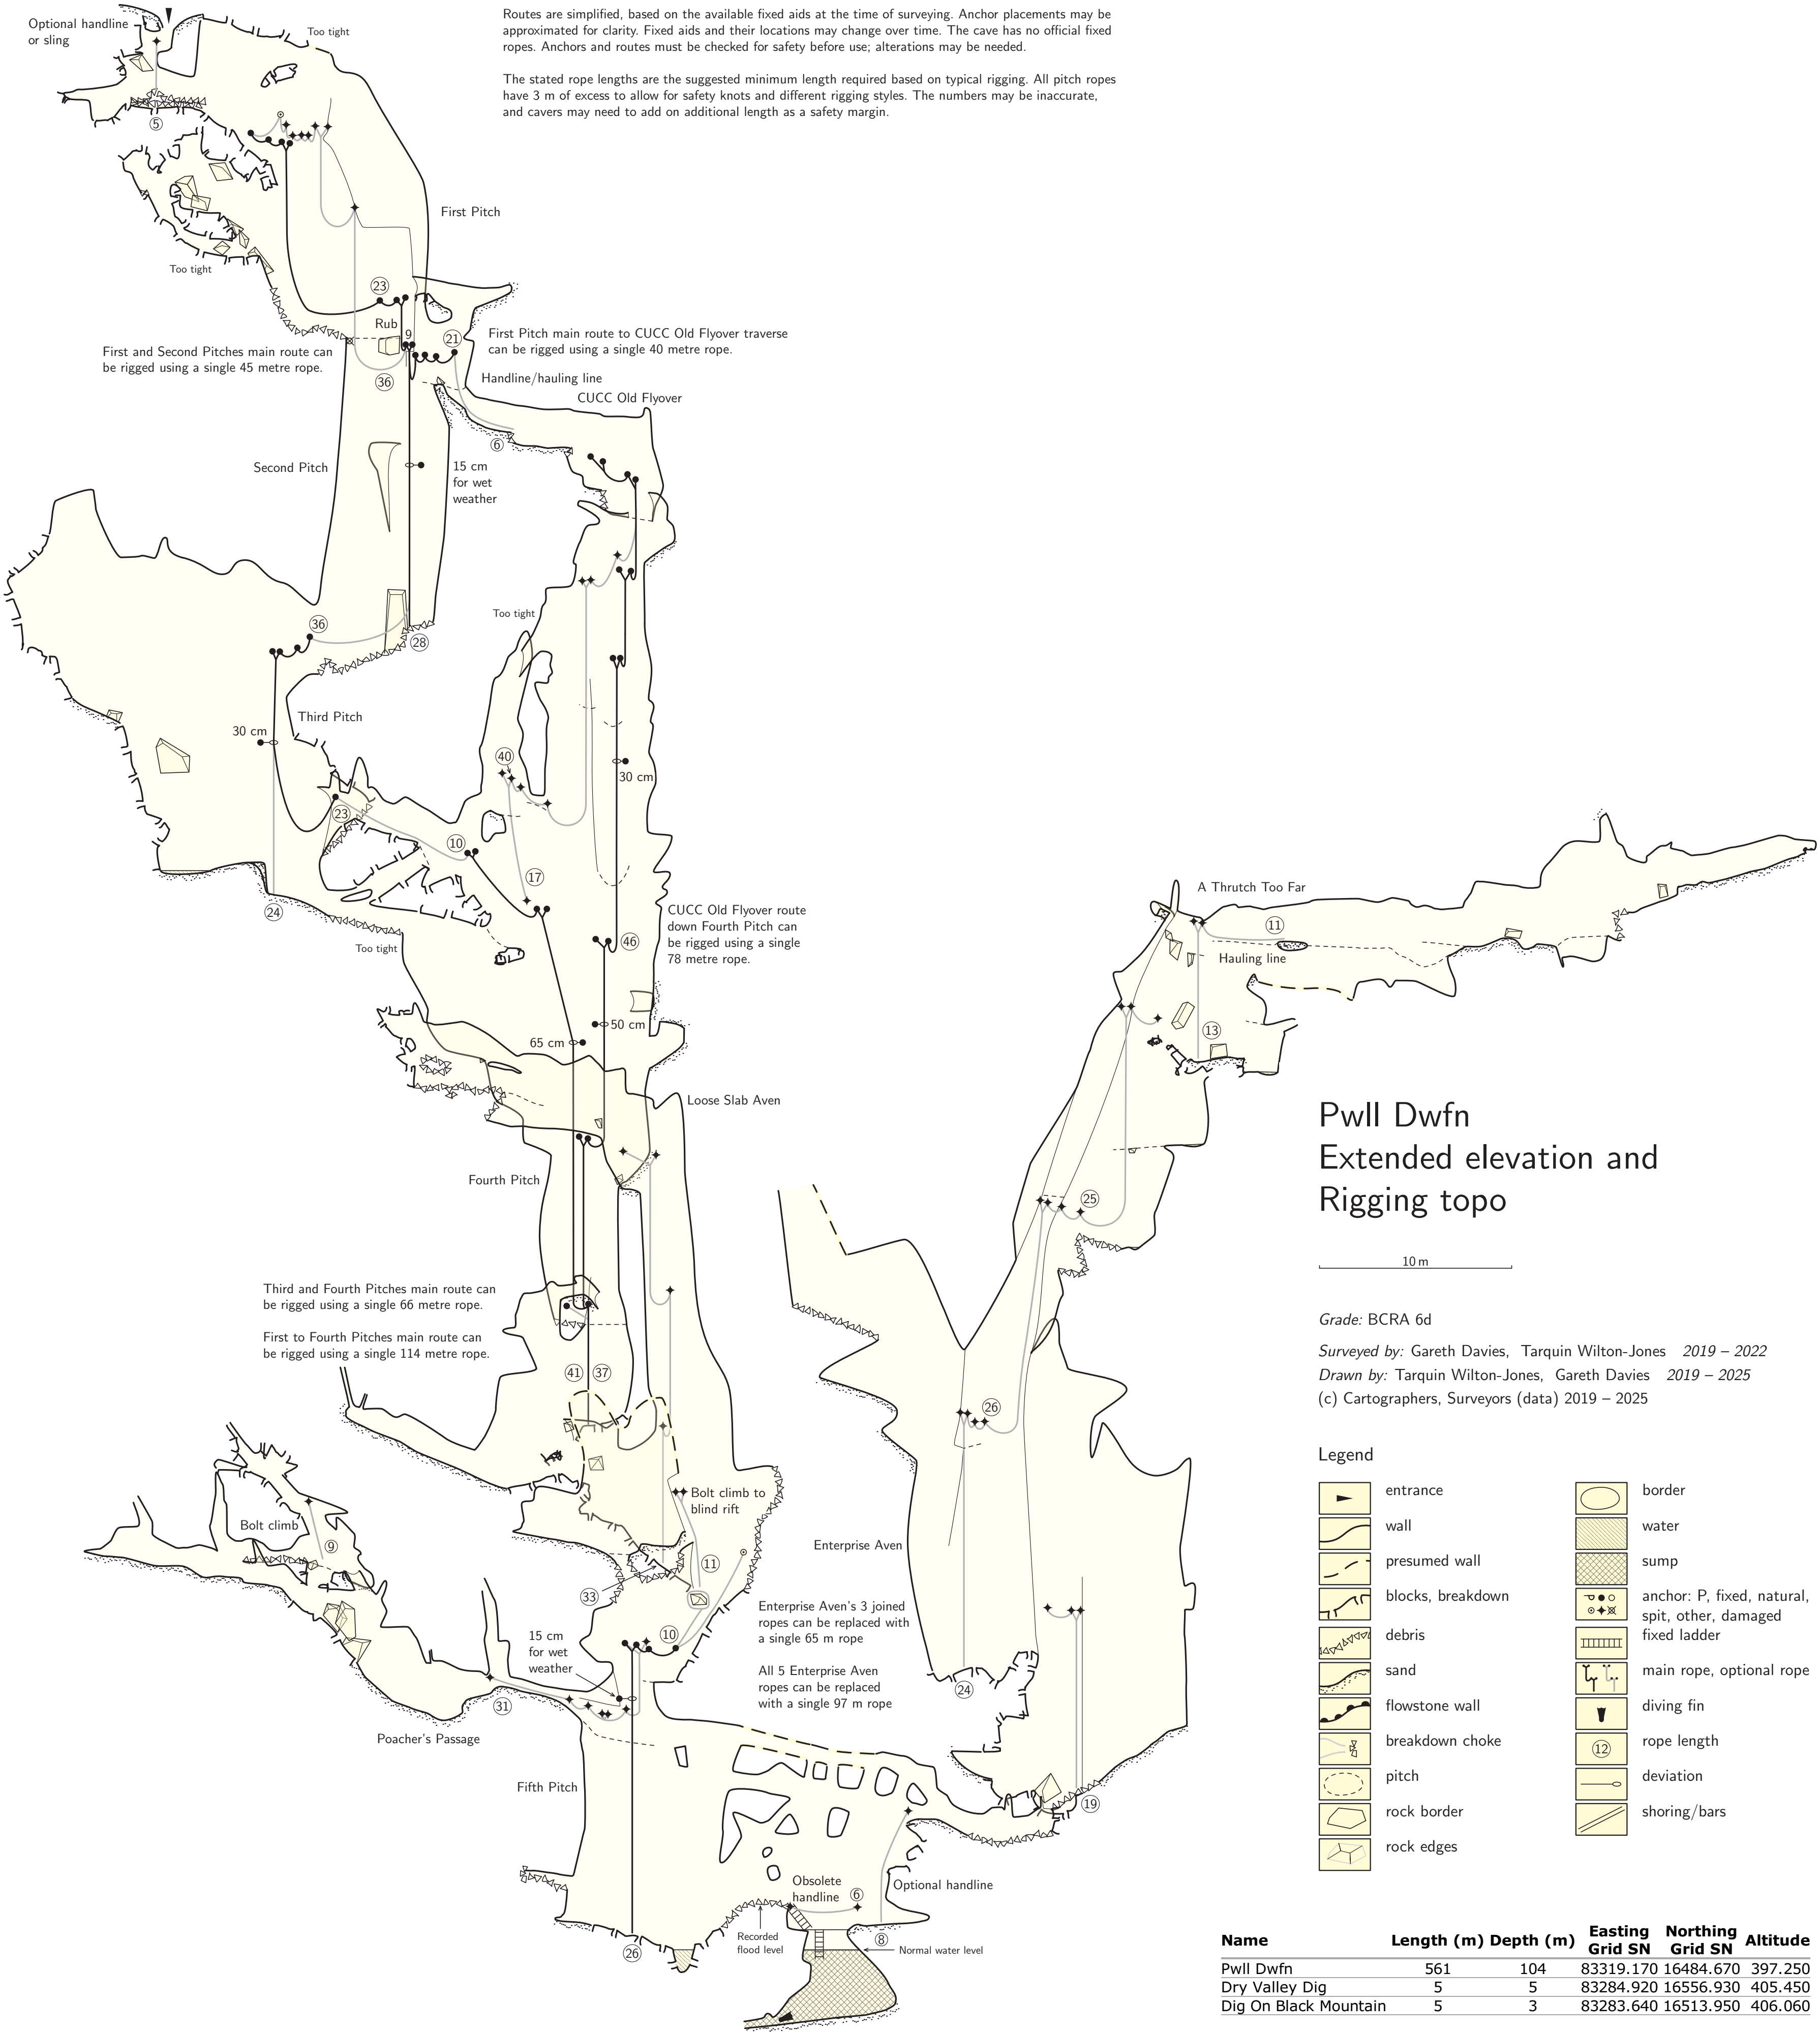 Optional handline
or sling
Too tight
Routes are simplified, based on the available fixed aids at the time of surveying. Anchor placements may be
approximated for clarity. Fixed aids and their locations may change over time. The cave has no official fixed
ropes. Anchors and routes must be checked for safety before use; alterations may be needed.
The stated rope lengths are the suggested minimum length required based on typical rigging. All pitch ropes
have 3 m of excess to allow for safety knots and different rigging styles. The numbers may be inaccurate,
and cavers may need to add on additional length as a safety margin.
5
First Pitch
Too tight
23
Rub
9
21
First Pitch main route to CUCC Old Flyover traverse
can be rigged using a single 40 metre rope.
First and Second Pitches main route can
be rigged using a single 45 metre rope.
36
Handline/hauling line
CUCC Old Flyover
6
Second Pitch
15 cm
for wet
weather
Too tight
36
28
Third Pitch
30 cm
40
30 cm
23
10
17
24
Too tight
46
CUCC Old Flyover route
down Fourth Pitch can
be rigged using a single
78 metre rope.
A Thrutch Too Far
11
Hauling line
13
50 cm
65 cm
Loose Slab Aven
Fourth Pitch
25
Pwll Dwfn
Extended elevation and
Rigging topo
10 m
Third and Fourth Pitches main route can
be rigged using a single 66 metre rope.
First to Fourth Pitches main route can
be rigged using a single 114 metre rope.
41
37
26
Grade: BCRA 6d
Surveyed by: Gareth Davies, Tarquin Wilton-Jones 2019 – 2022
Drawn by: Tarquin Wilton-Jones, Gareth Davies 2019 – 2025
(c) Cartographers, Surveyors (data) 2019 – 2025
Bolt climb to
blind rift
Bolt climb
9
11
33
Enterprise Aven
Enterprise Aven's 3 joined
ropes can be replaced with
a single 65 m rope
All 5 Enterprise Aven
ropes can be replaced
with a single 97 m rope
10
15 cm
for wet
weather
31
24
Poacher's Passage
Fifth Pitch
19
Obsolete
handline
6
Optional handline
Recorded
flood level
8
Normal water level
26
Legend
entrance
wall
presumed wall
blocks, breakdown
debris
sand
flowstone wall
breakdown choke
pitch
rock border
rock edges
border
water
sump
anchor: P, fixed, natural,
spit, other, damaged
fixed ladder
main rope, optional rope
diving fin
12
rope length
deviation
shoring/bars
Name Length (m) Depth (m) Easting Grid SN Northing Grid SN Altitude
Pwll Dwfn 561 104 83319.170 16484.670 397.250
Dry Valley Dig 5 5 83284.920 16556.930 405.450
Dig On Black Mountain 5 3 83283.640 16513.950 406.060